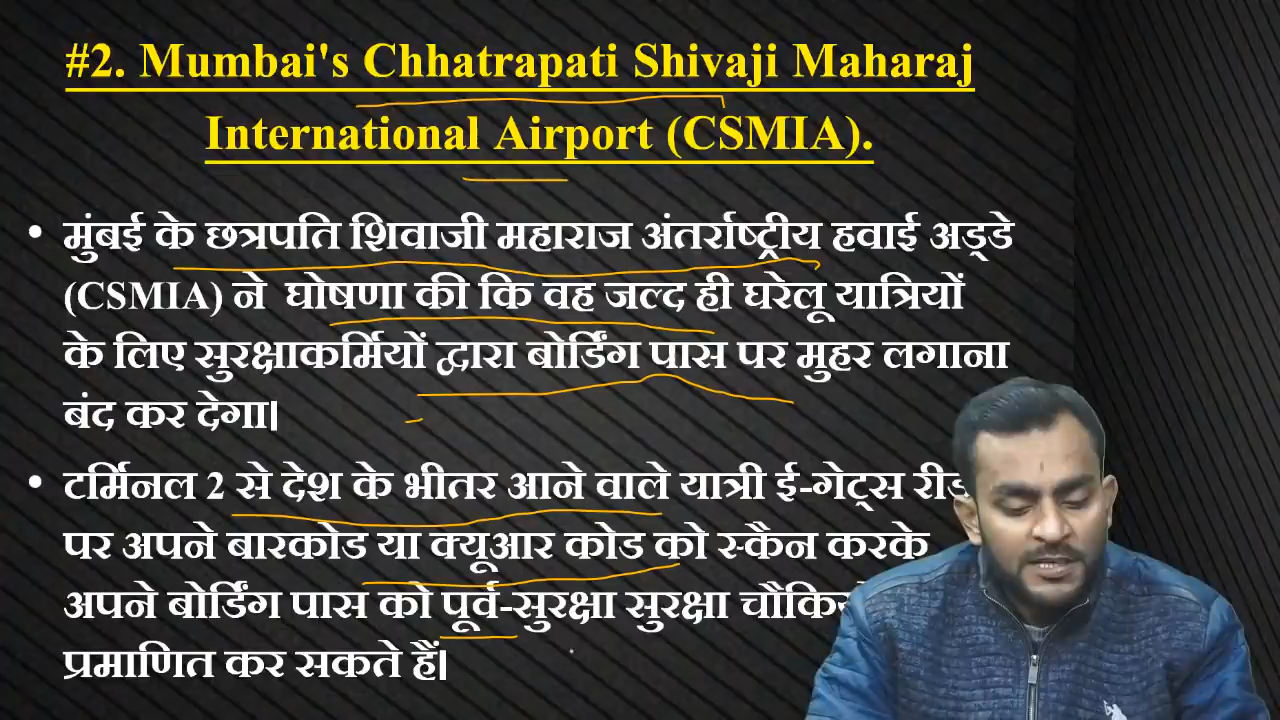 #2. Mumbai's Chhatrapati Shivaji Maharaj
International Airport (CSMIA).
• मुंबई के छत्रपति शिवाजी महाराज अंतर्राष्ट्रीय हवाई अड्डे
(CSMIA) ने घोषणा की कि वह जल्द ही घरेलू यात्रियों
के लिए सुरक्षाकर्मियों द्वारा बोर्डिंग पास पर मुहर लगाना
बंद कर देगा।
• टर्मिनल 2 से देश के भीतर आने वाले यात्री ई-गेट्स
पर अपने बारकोड या क्यूआर कोड को स्कैन करके
अपने बोर्डिंग पास को पूर्व-सुरक्षा सुरक्षा
प्रमाणित कर सकते हैं।